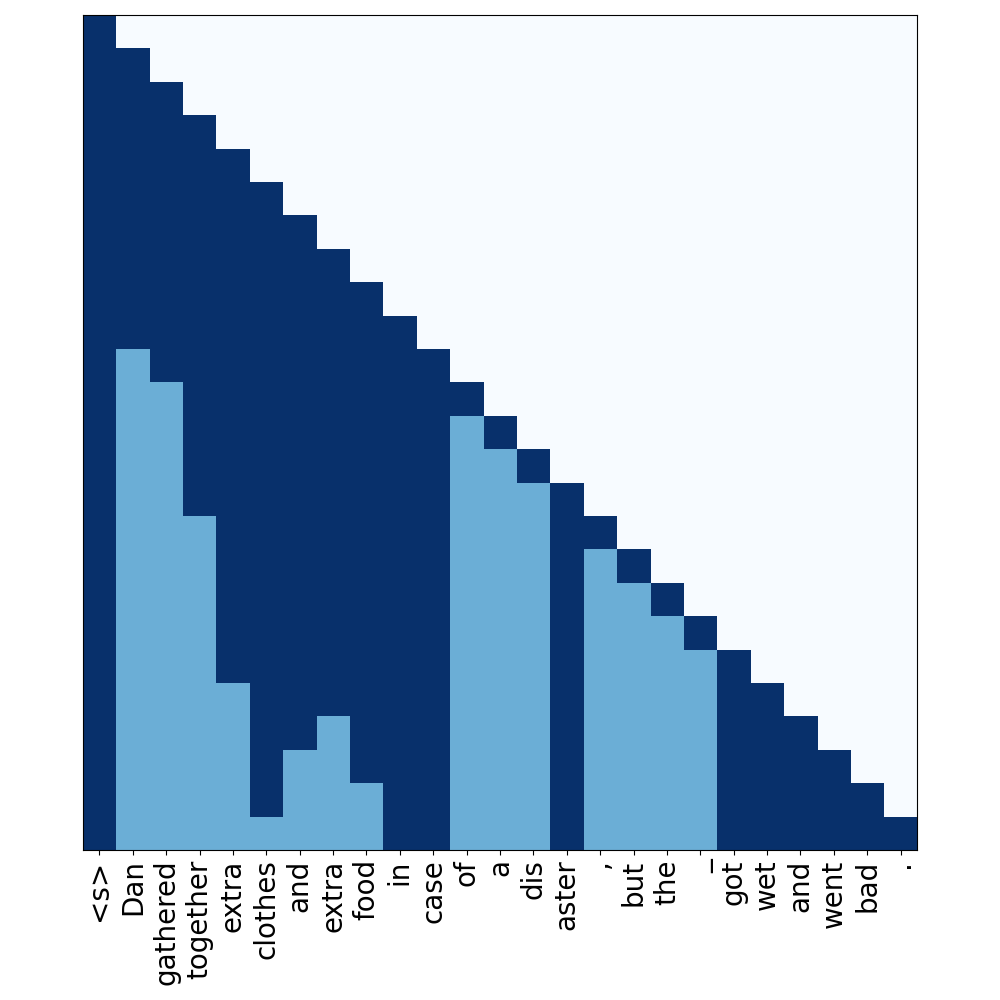 <s>
Dan
gathered
together
extra
clothes
and
extra
food
in
case
of
a
dis
aster
,
but
the
_
got
wet
and
went
bad
.